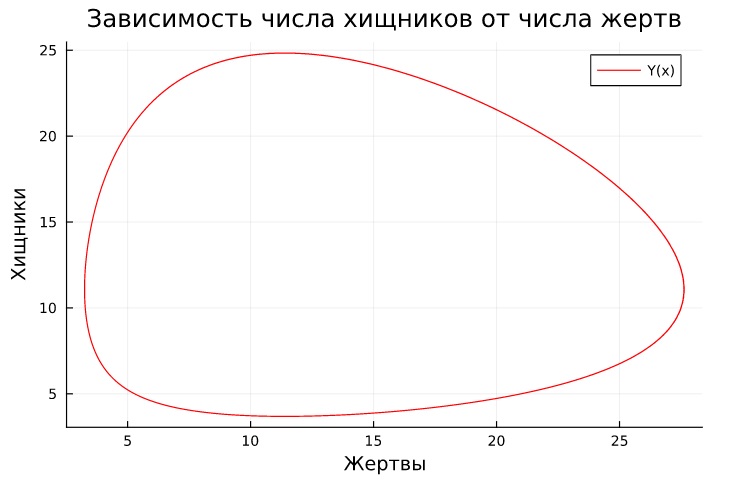 Зависимость числа хищников от числа жертв
Y(x)
Хищники
25
20
15
10
5
5 10 15 20 25
Жертвы